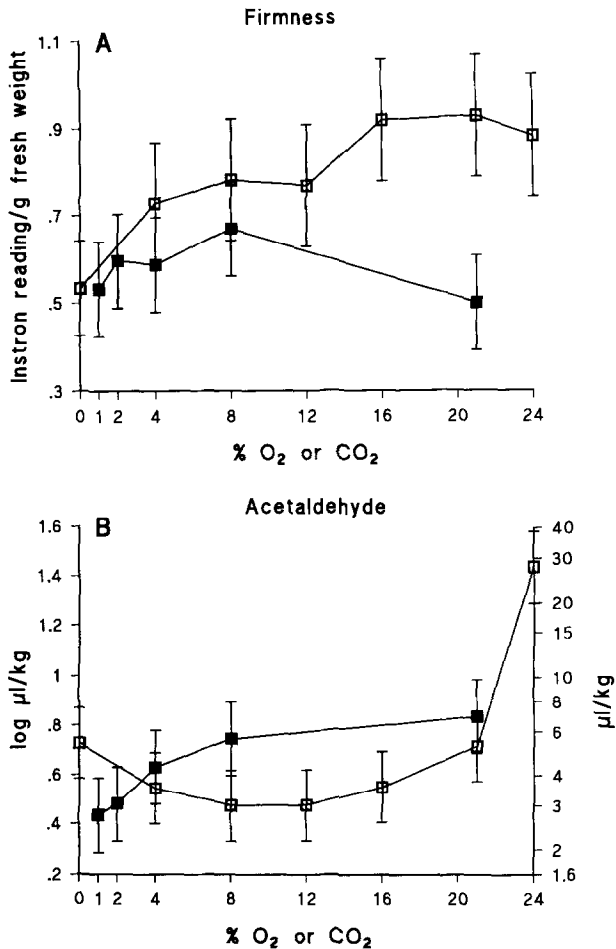 Firmness
A
1.1
.9
.7
.5
.3
Instron reading/g fresh weight
0 1 2 4 8 12 16 20 24
% O₂ or CO₂
Acetaldehyde
B
1.6
1.4
1.2
1
.8
.6
.4
.2
log µl/kg
40
30
20
15
10
8
6
4
3
2
1.6
µl/kg
0 1 2 4 8 12 16 20 24
% O₂ or CO₂